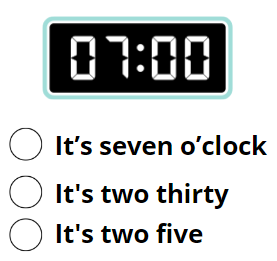 07:00
It’s seven o’clock
It's two thirty
It's two five